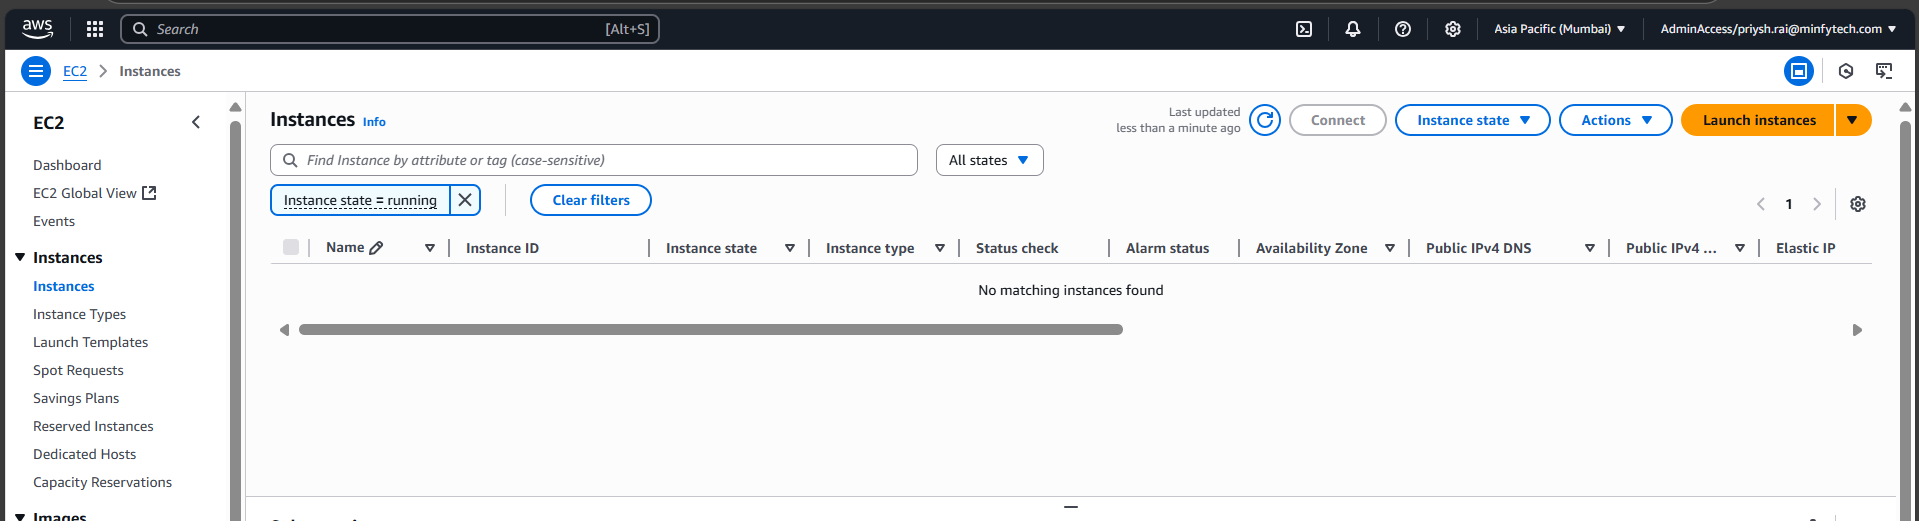 aws
Search [Alt+S]
Asia Pacific (Mumbai)
AdminAccess/priysh.rai@minfytech.com
EC2 Instances
EC2
Dashboard
EC2 Global View
Events
Instances
Instances
Instance Types
Launch Templates
Spot Requests
Savings Plans
Reserved Instances
Dedicated Hosts
Capacity Reservations
Images
Instances Info
Last updated
less than a minute ago
Connect
Instance state
Actions
Launch instances
Find Instance by attribute or tag (case-sensitive)
All states
Instance state = running
Clear filters
1
Name Instance ID Instance state Instance type Status check Alarm status Availability Zone Public IPv4 DNS Public IPv4 ... Elastic IP
No matching instances found